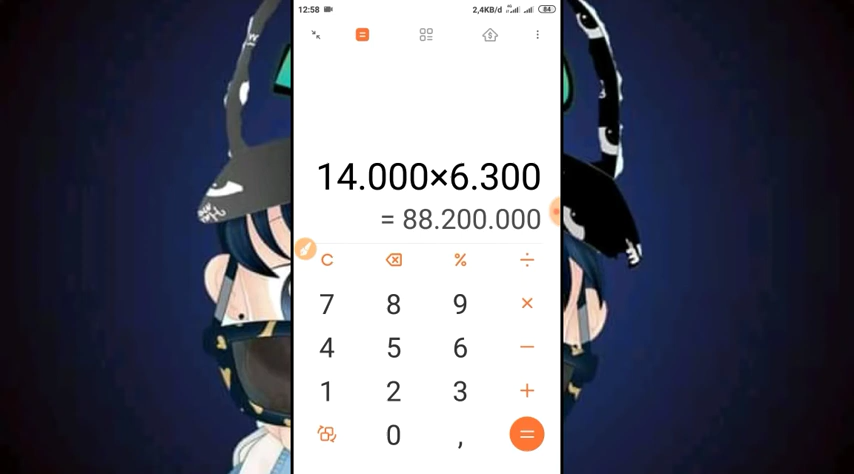 12:58 2,4KB/d 84
14.000×6.300
= 88.200.000
C % ÷
7 8 9 ×
4 5 6 −
1 2 3 +
0 , =